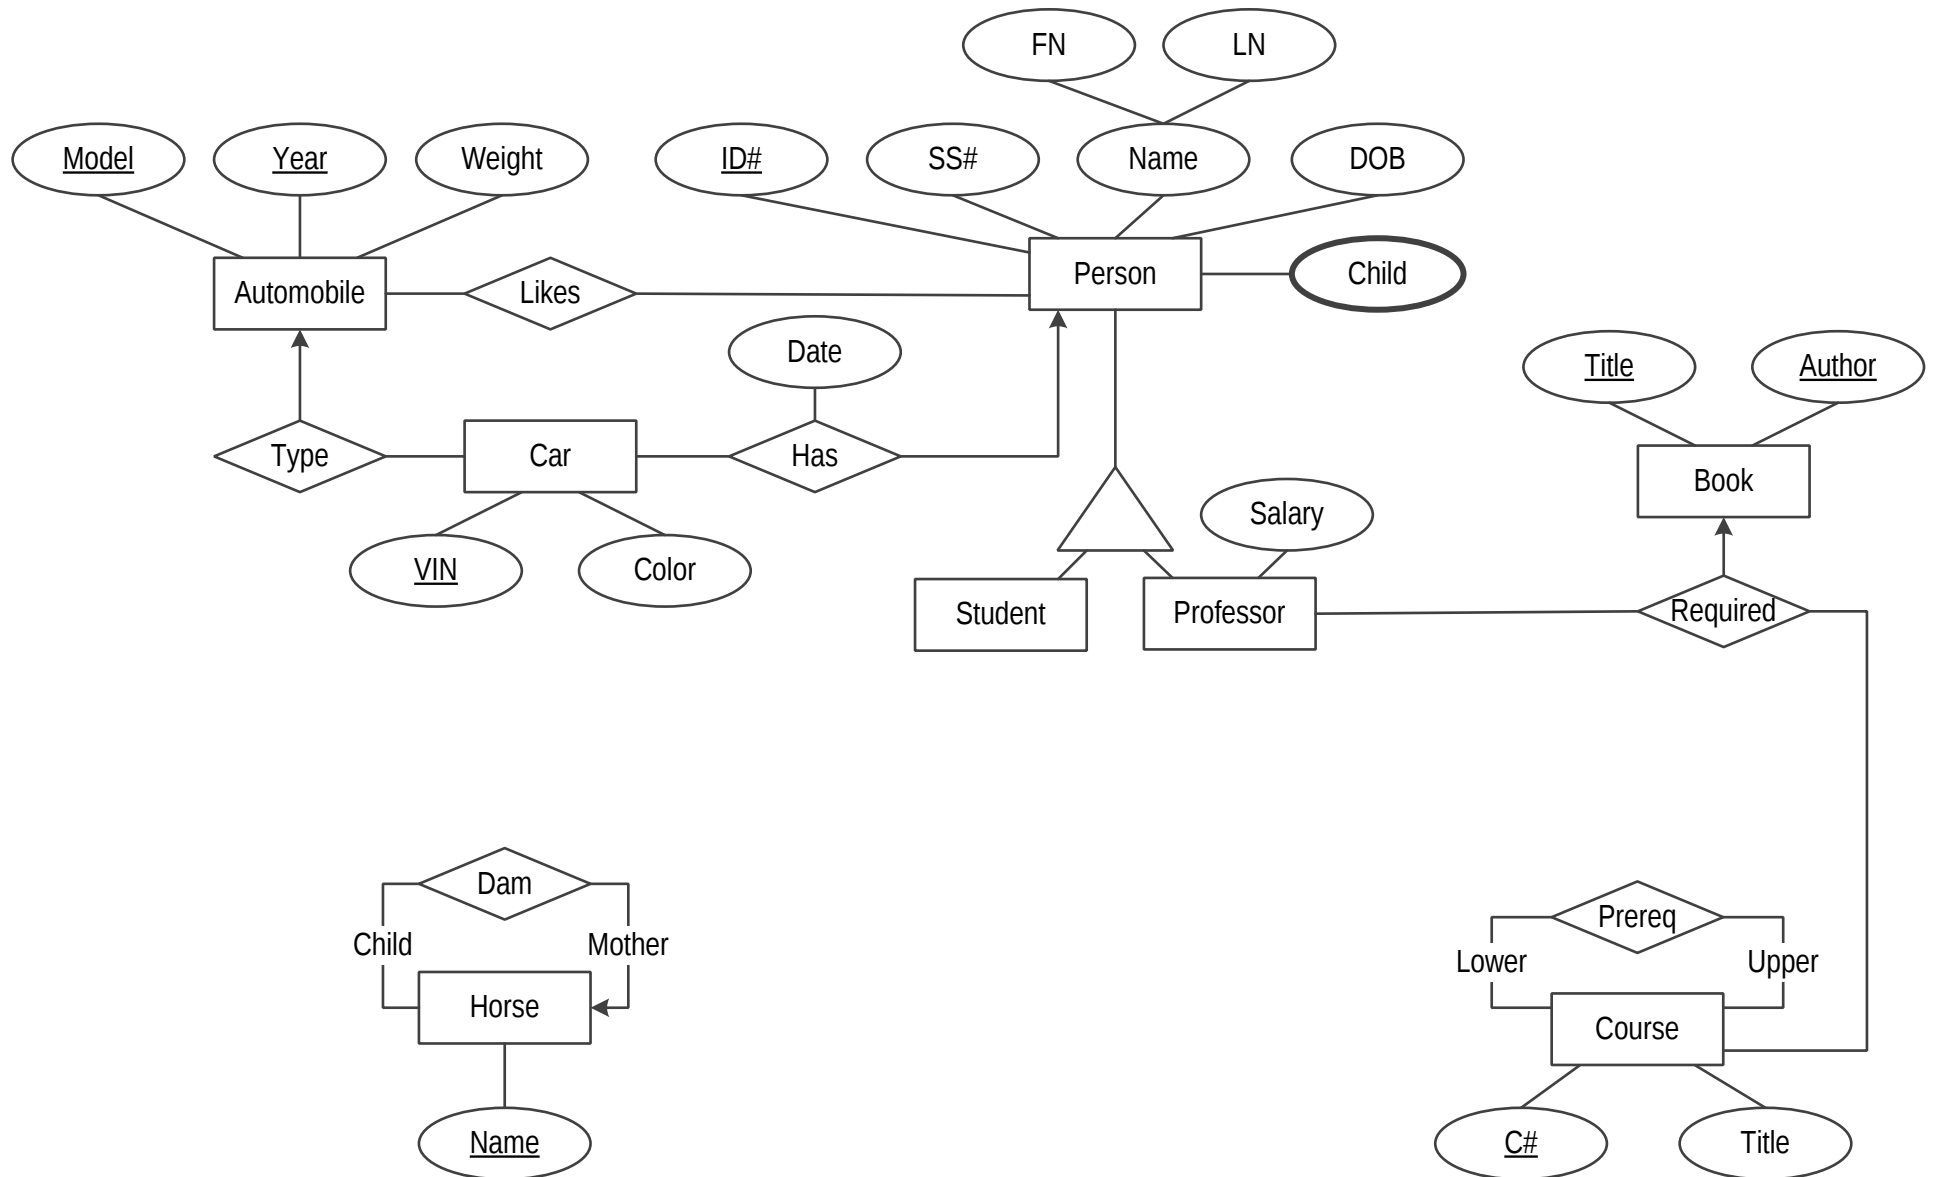 FN
LN
Model
Year
Weight
ID#
SS#
Name
DOB
Automobile
Likes
Person
Child
Date
Title
Author
Type
Car
Has
Book
Salary
VIN
Color
Student
Professor
Required
Dam
Prereq
Child
Mother
Lower
Upper
Horse
Course
Name
C#
Title